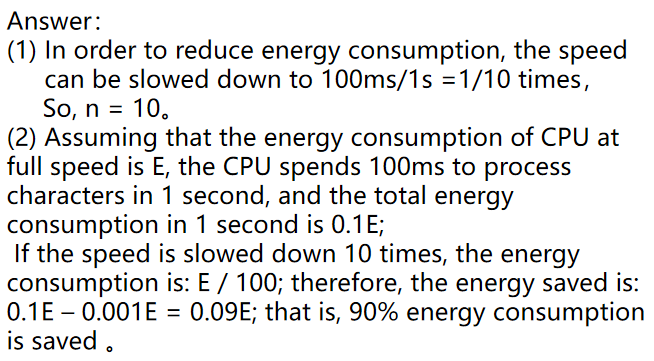 Answer：
(1) In order to reduce energy consumption, the speed
can be slowed down to 100ms/1s =1/10 times，
So, n = 10。
(2) Assuming that the energy consumption of CPU at
full speed is E, the CPU spends 100ms to process
characters in 1 second, and the total energy
consumption in 1 second is 0.1E;
If the speed is slowed down 10 times, the energy
consumption is: E / 100; therefore, the energy saved is:
0.1E – 0.001E = 0.09E; that is, 90% energy consumption
is saved 。